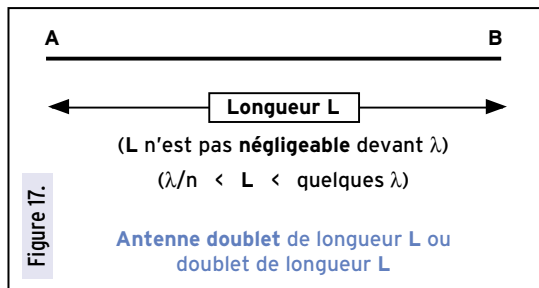 A B
Longueur L
(L n'est pas négligeable devant λ)
(λ/n < L < quelques λ)
Figure 17.
Antenne doublet de longueur L ou
doublet de longueur L